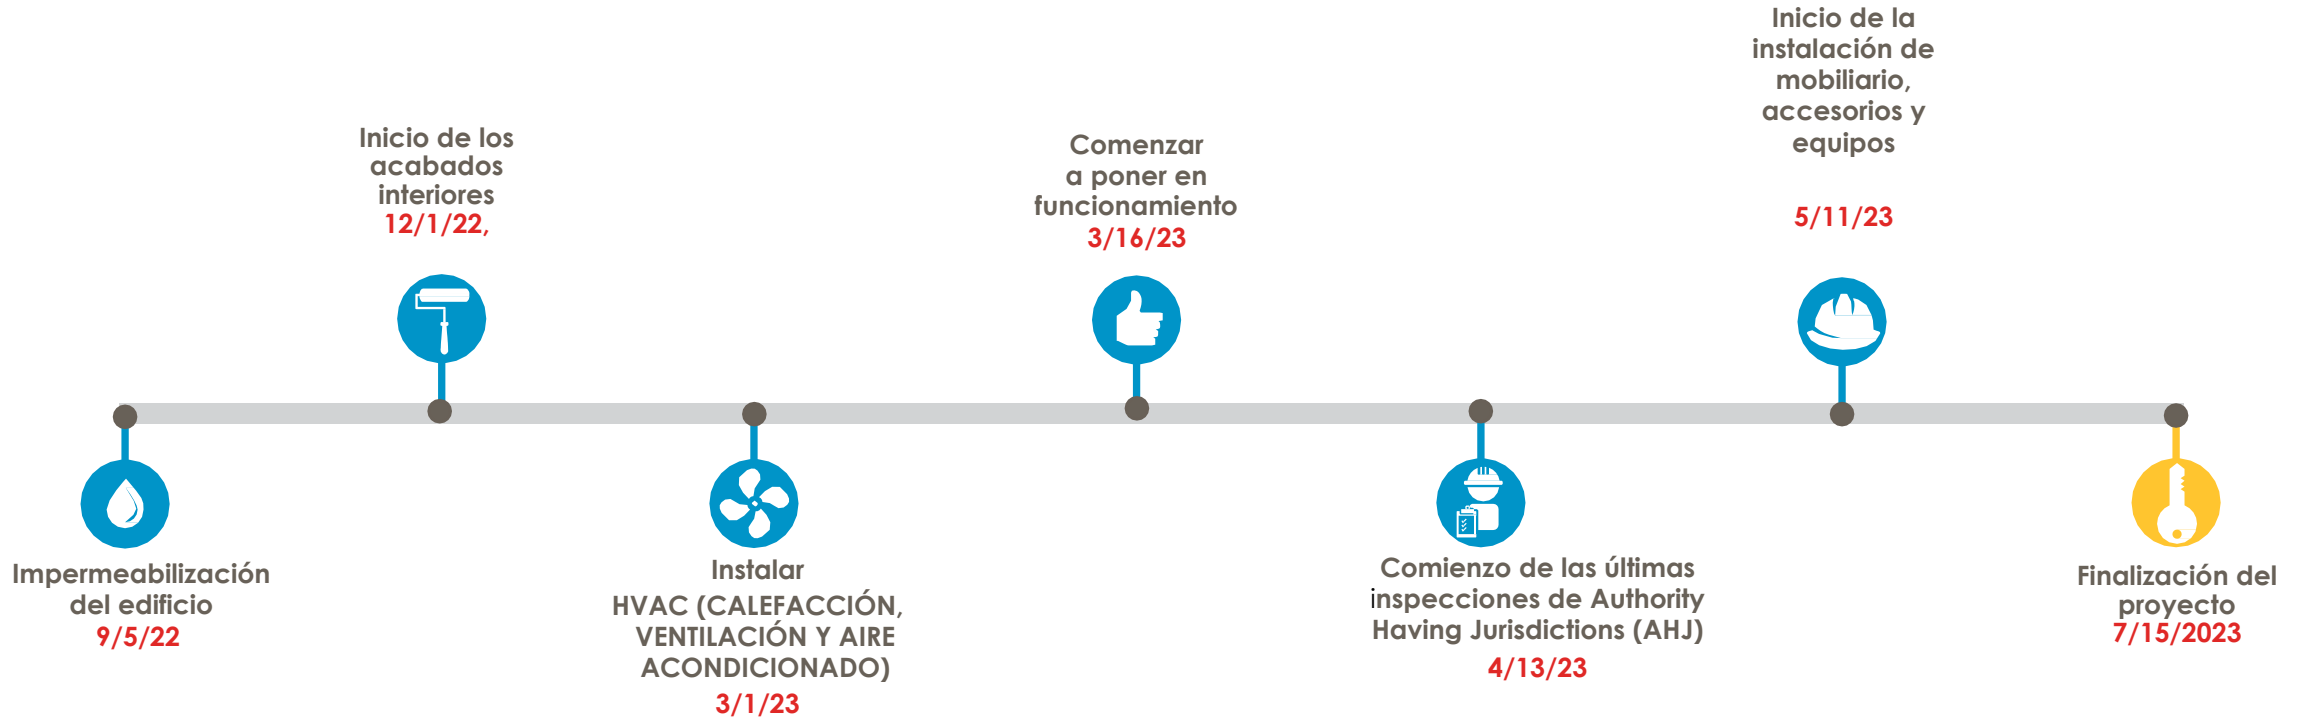 Impermeabilización
del edificio
9/5/22
Inicio de los
acabados
interiores
12/1/22,
Instalar
HVAC (CALEFACCIÓN,
VENTILACIÓN Y AIRE
ACONDICIONADO)
3/1/23
Comenzar
a poner en
funcionamiento
3/16/23
Comienzo de las últimas
inspecciones de Authority
Having Jurisdictions (AHJ)
4/13/23
Inicio de la
instalación de
mobiliario,
accesorios y
equipos
5/11/23
Finalización del
proyecto
7/15/2023